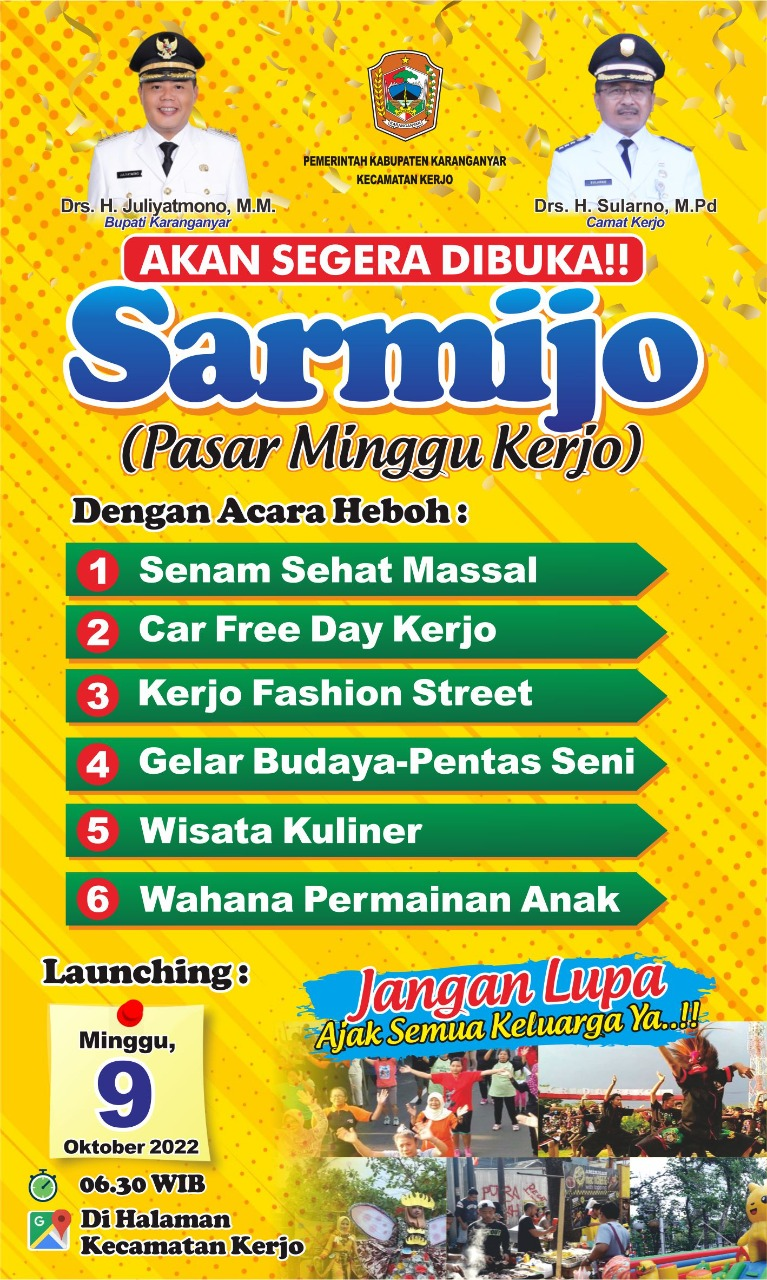 PEMERINTAH KABUPATEN KARANGANYAR
KECAMATAN KERJO
Drs. H. Juliyatmono, M.M.
Bupati Karanganyar
Drs. H. Sularno, M.Pd
Camat Kerjo
AKAN SEGERA DIBUKA!!
Sarmijo
(Pasar Minggu Kerjo)
Dengan Acara Heboh :
1 Senam Sehat Massal
2 Car Free Day Kerjo
3 Kerjo Fashion Street
4 Gelar Budaya-Pentas Seni
5 Wisata Kuliner
6 Wahana Permainan Anak
Launching :
Minggu,
9
Oktober 2022
06.30 WIB
Di Halaman
Kecamatan Kerjo
Jangan Lupa
Ajak Semua Keluarga Ya..!!